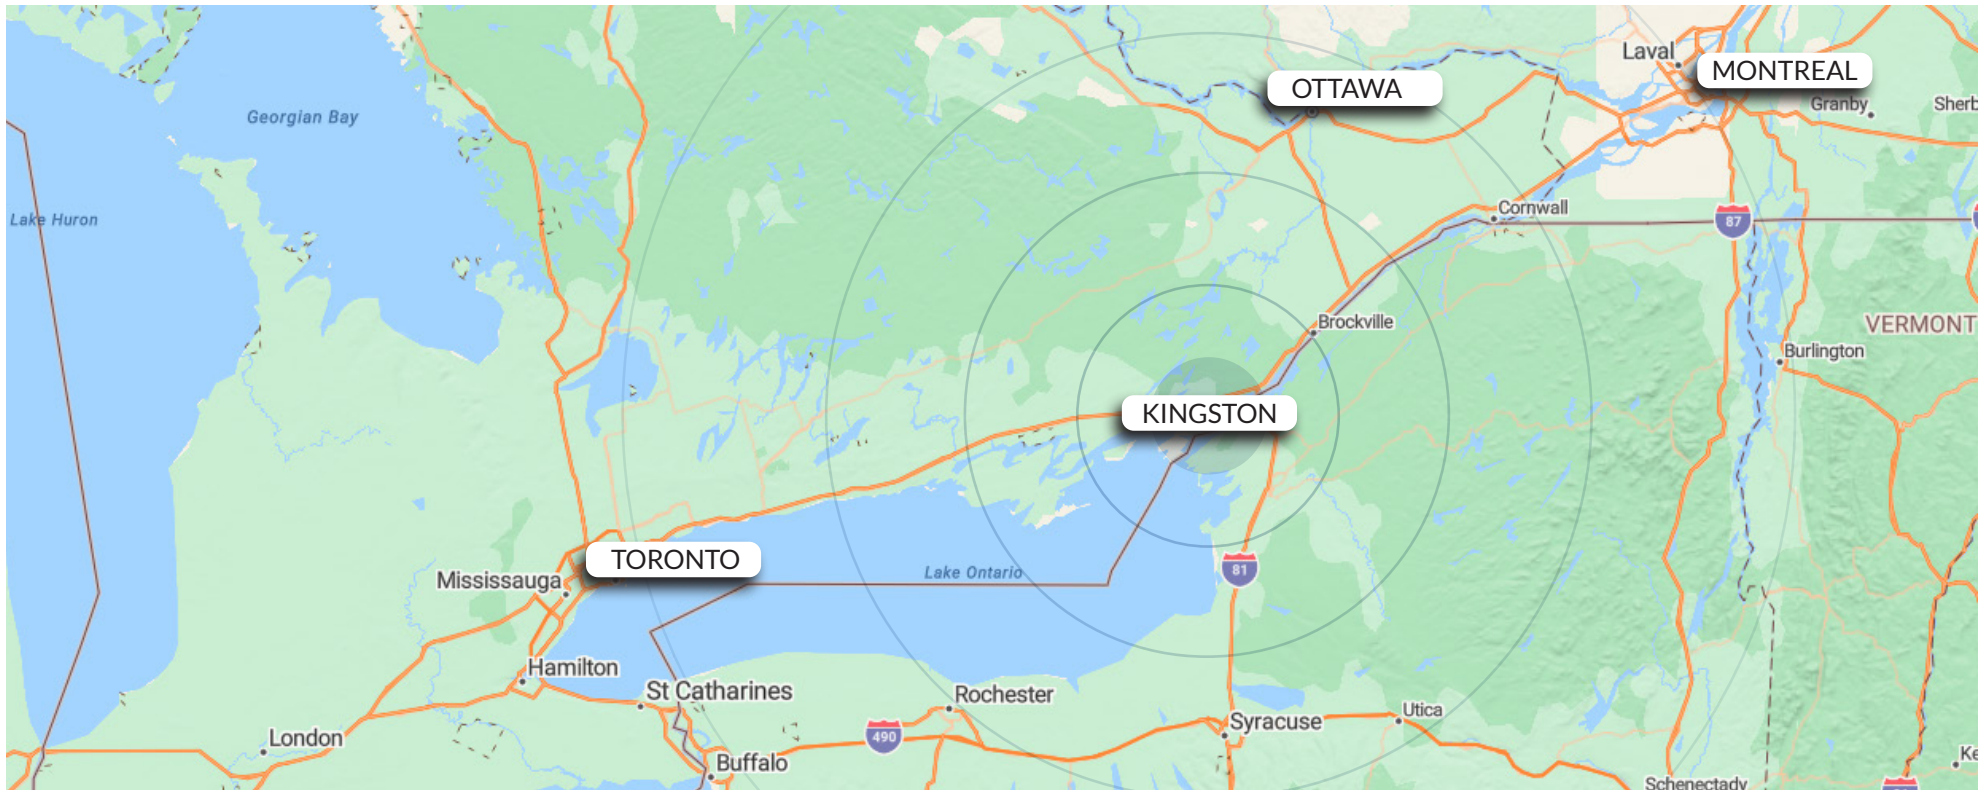 Laval
MONTREAL
OTTAWA
Granby
Sherb
Georgian Bay
Lake Huron
Cornwall
87
Brockville
VERMONT
Burlington
KINGSTON
TORONTO
Mississauga
Lake Ontario
81
Hamilton
St Catharines
Rochester
Syracuse
Utica
London
490
Buffalo
Ke
Schenectady